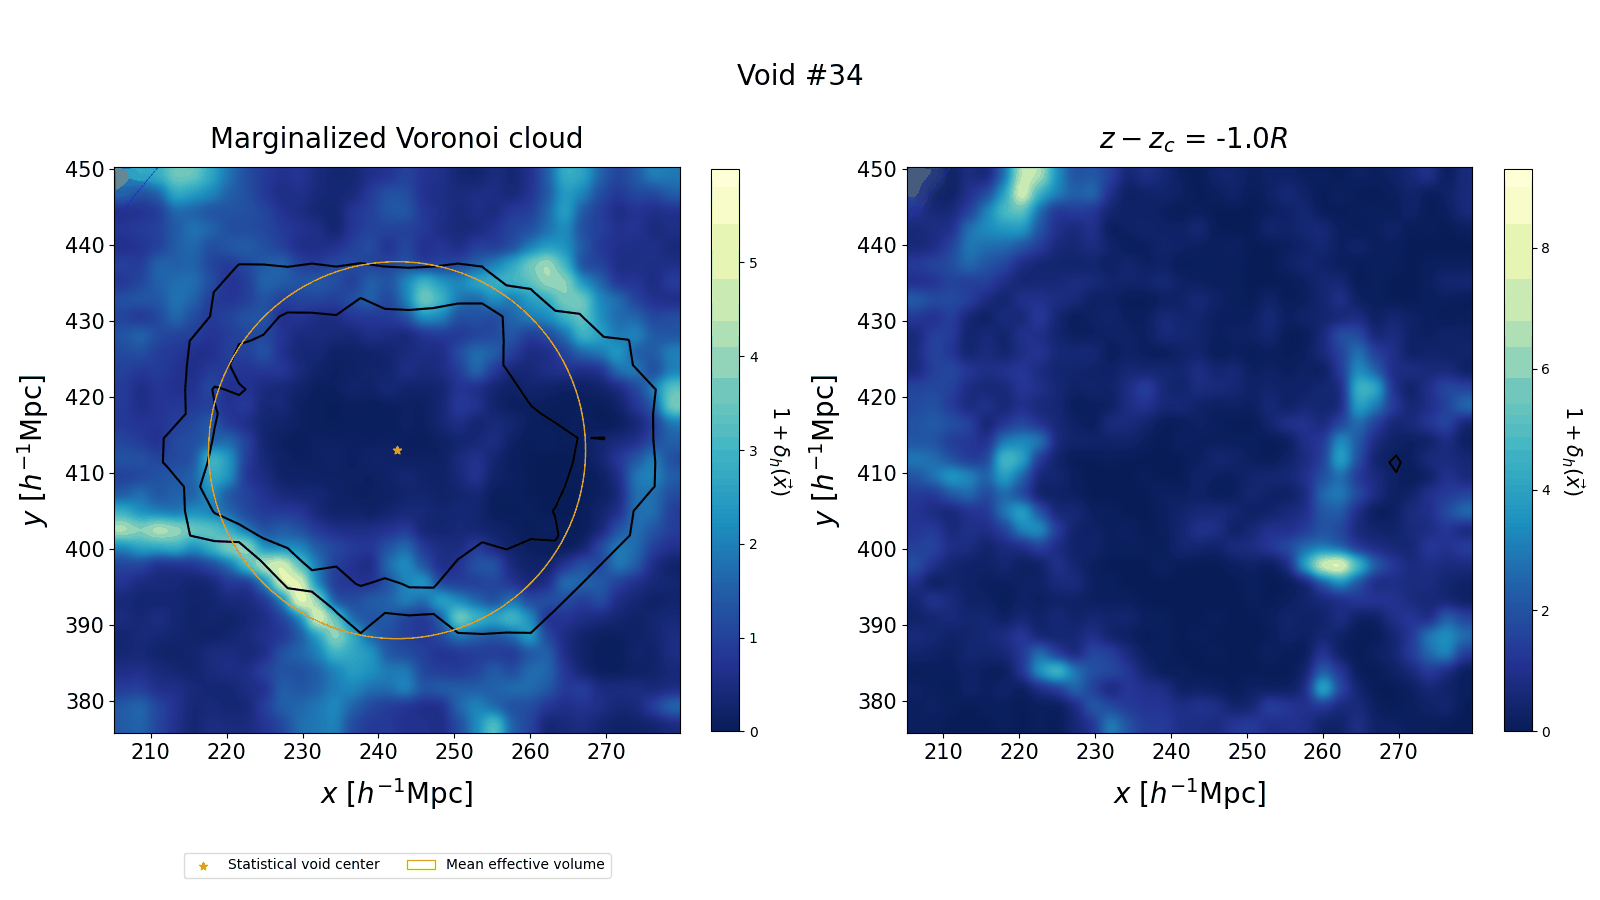 Void #34
Marginalized Voronoi cloud
z − z_c = -1.0R
450
440
430
420
410
400
390
380
y [h⁻¹Mpc]
210 220 230 240 250 260 270
x [h⁻¹Mpc]
5
4
3
2
1
0
1 + δ_h(x⃗)
450
440
430
420
410
400
390
380
y [h⁻¹Mpc]
210 220 230 240 250 260 270
x [h⁻¹Mpc]
8
6
4
2
0
1 + δ_h(x⃗)
Statistical void center
Mean effective volume